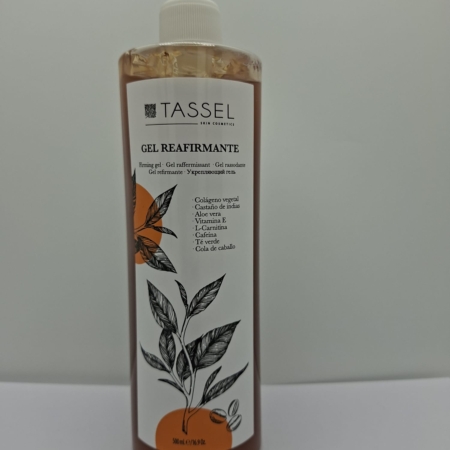 TASSEL
SKIN COSMETICS
GEL REAFIRMANTE
Firming gel · Gel raffermissant · Gel rassodante
Gel refirmante · Укрепляющий гель
· Colágeno vegetal
· Castaño de indias
· Aloe vera
· Vitamina E
· L-Carnitina
· Cafeína
· Té verde
· Cola de caballo